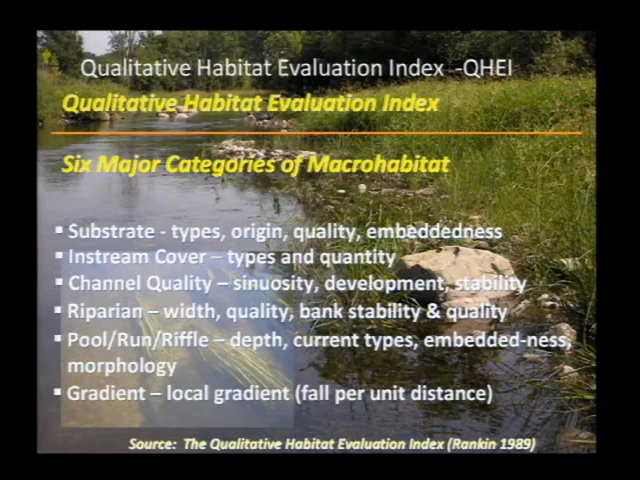 Qualitative Habitat Evaluation Index -QHEI
Qualitative Habitat Evaluation Index
Six Major Categories of Macrohabitat
▪ Substrate - types, origin, quality, embeddedness
▪ Instream Cover – types and quantity
▪ Channel Quality – sinuosity, development, stability
▪ Riparian – width, quality, bank stability & quality
▪ Pool/Run/Riffle – depth, current types, embedded-ness,
morphology
▪ Gradient – local gradient (fall per unit distance)
Source: The Qualitative Habitat Evaluation Index (Rankin 1989)